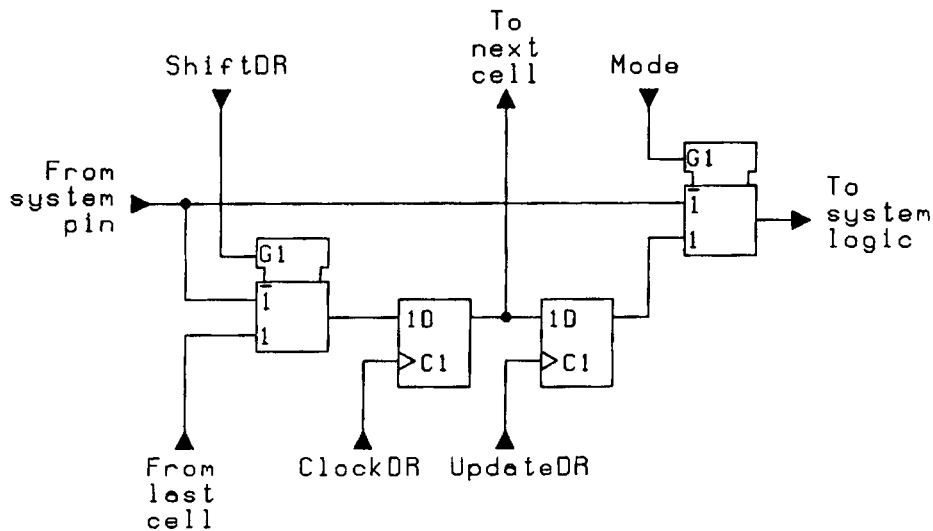 To
next
cell
ShiftDR
Mode
G1
From
system
pin
1
1
To
system
logic
G1
1
1
1D
C1
1D
C1
From
last
cell
ClockDR
UpdateDR